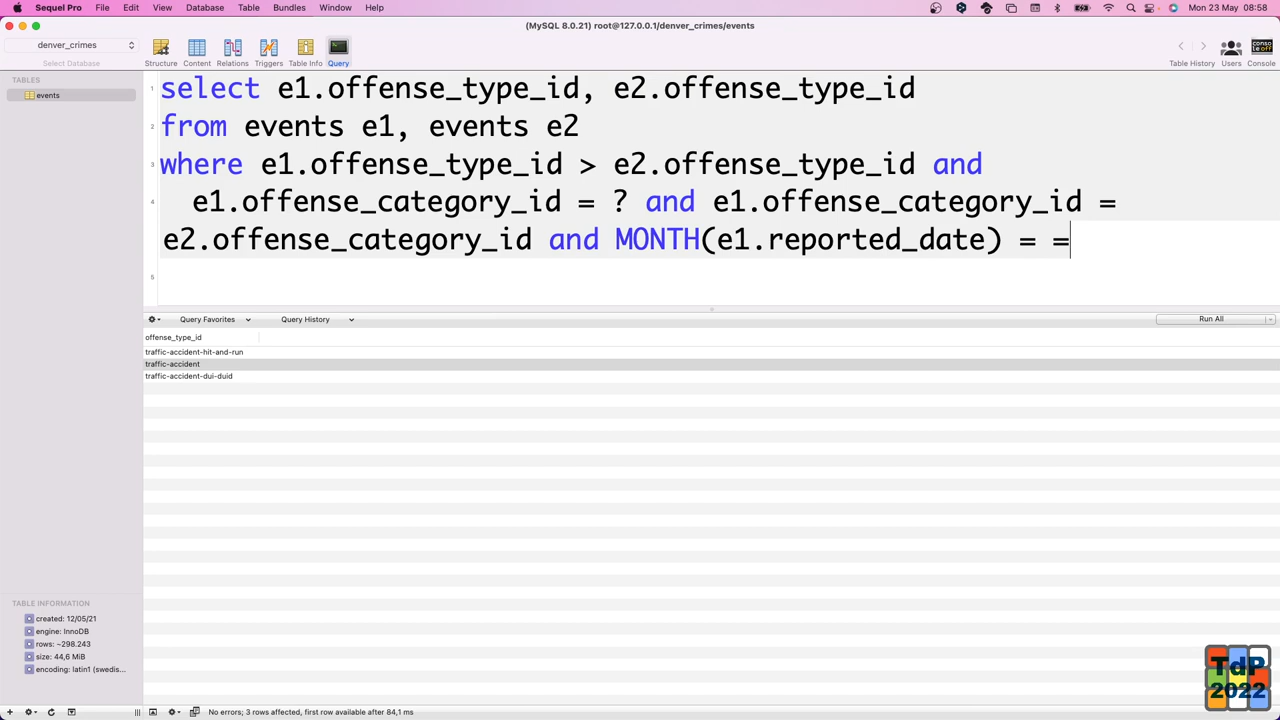 Sequel Pro File Edit View Database Table Bundles Window Help Mon 23 May 08:58
(MySQL 8.0.21) root@127.0.0.1/denver_crimes/events
denver_crimes
Select Database
Structure Content Relations Triggers Table Info Query
Table History Users Console
console off
TABLES
events
1 select e1.offense_type_id, e2.offense_type_id
2 from events e1, events e2
3 where e1.offense_type_id > e2.offense_type_id and
4 e1.offense_category_id = ? and e1.offense_category_id =
e2.offense_category_id and MONTH(e1.reported_date) = =
5
Query Favorites Query History Run All
offense_type_id
traffic-accident-hit-and-run
traffic-accident
traffic-accident-dui-duid
TABLE INFORMATION
created: 12/05/21
engine: InnoDB
rows: ~298.243
size: 44,6 MiB
encoding: latin1 (swedis...
No errors; 3 rows affected, first row available after 84,1 ms
TdP
2022